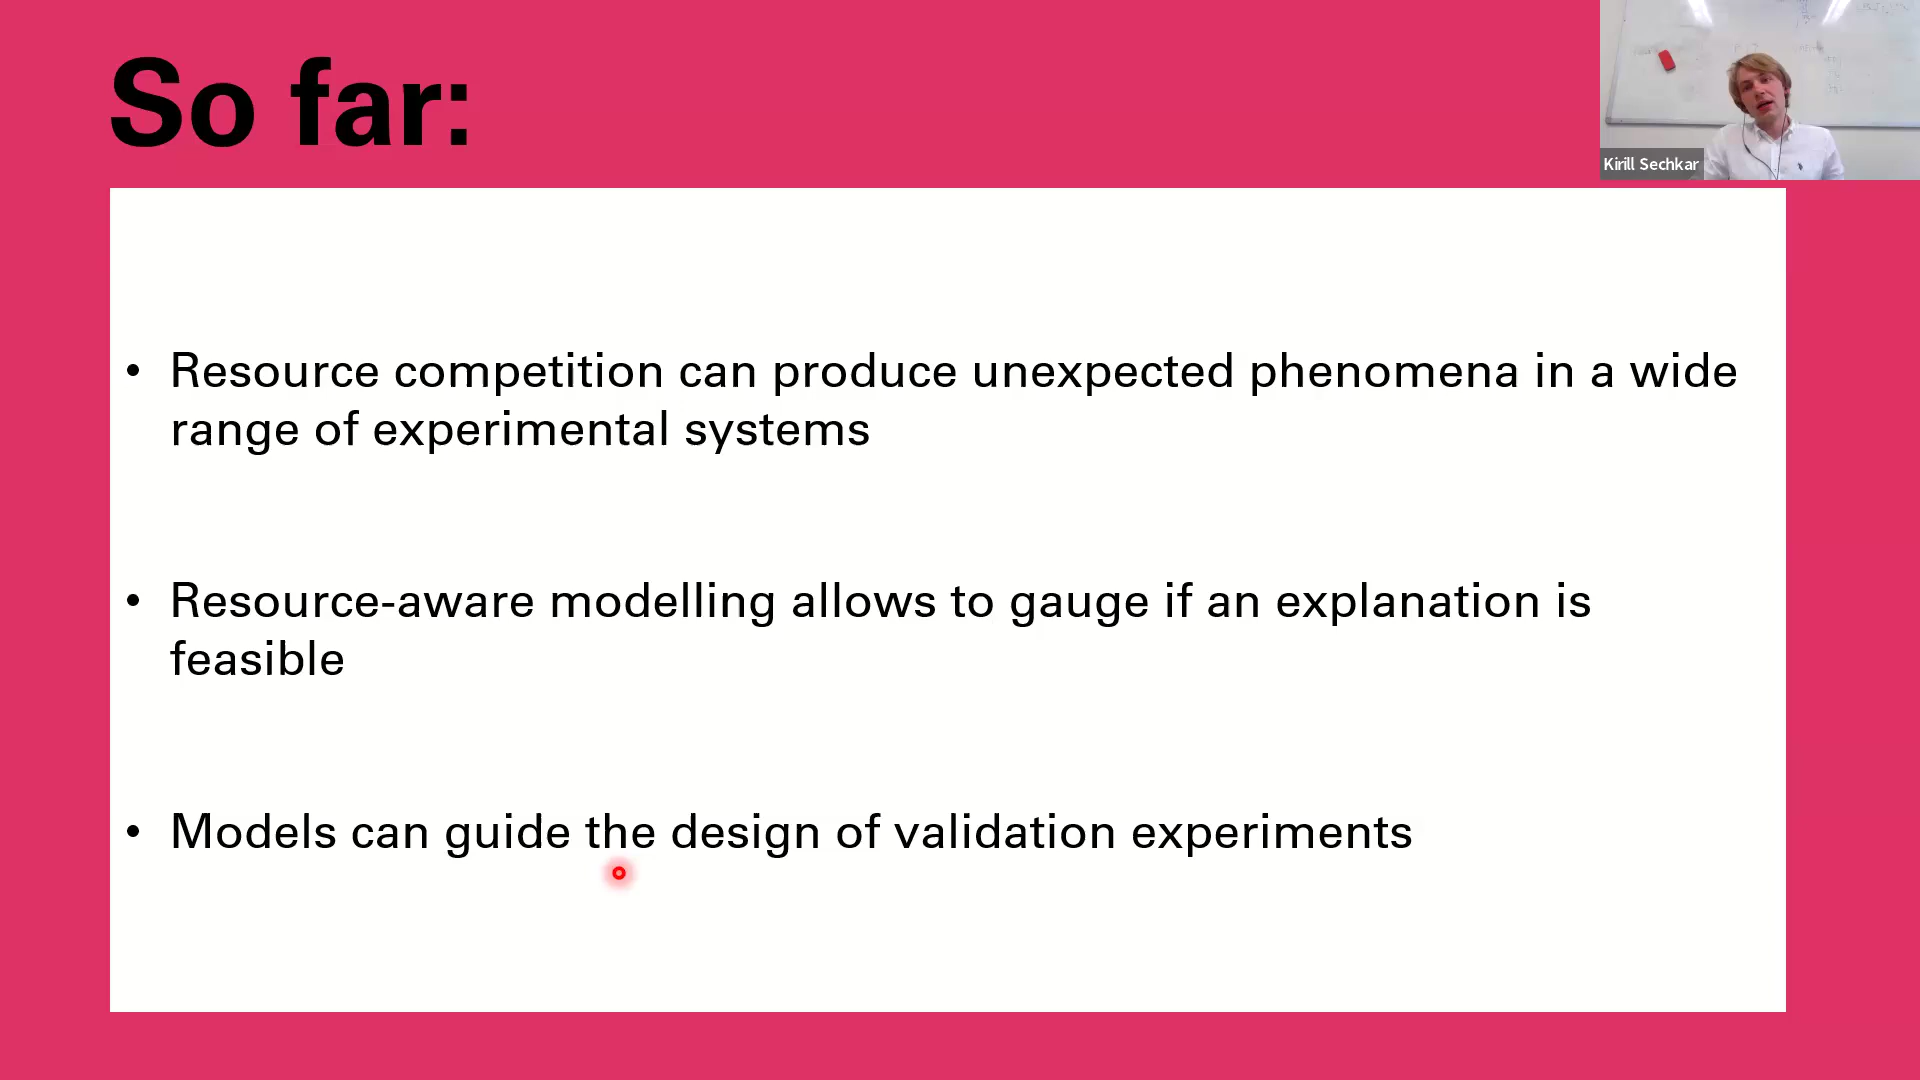 So far:
Kirill Sechkar
• Resource competition can produce unexpected phenomena in a wide
range of experimental systems
• Resource-aware modelling allows to gauge if an explanation is
feasible
• Models can guide the design of validation experiments